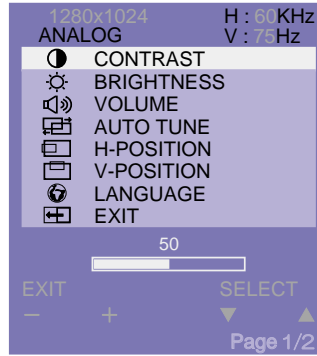 1280x1024 H : 60KHz
ANALOG V : 75Hz
CONTRAST
BRIGHTNESS
VOLUME
AUTO TUNE
H-POSITION
V-POSITION
LANGUAGE
EXIT
50
EXIT SELECT
− + ▼ ▲
Page 1/2